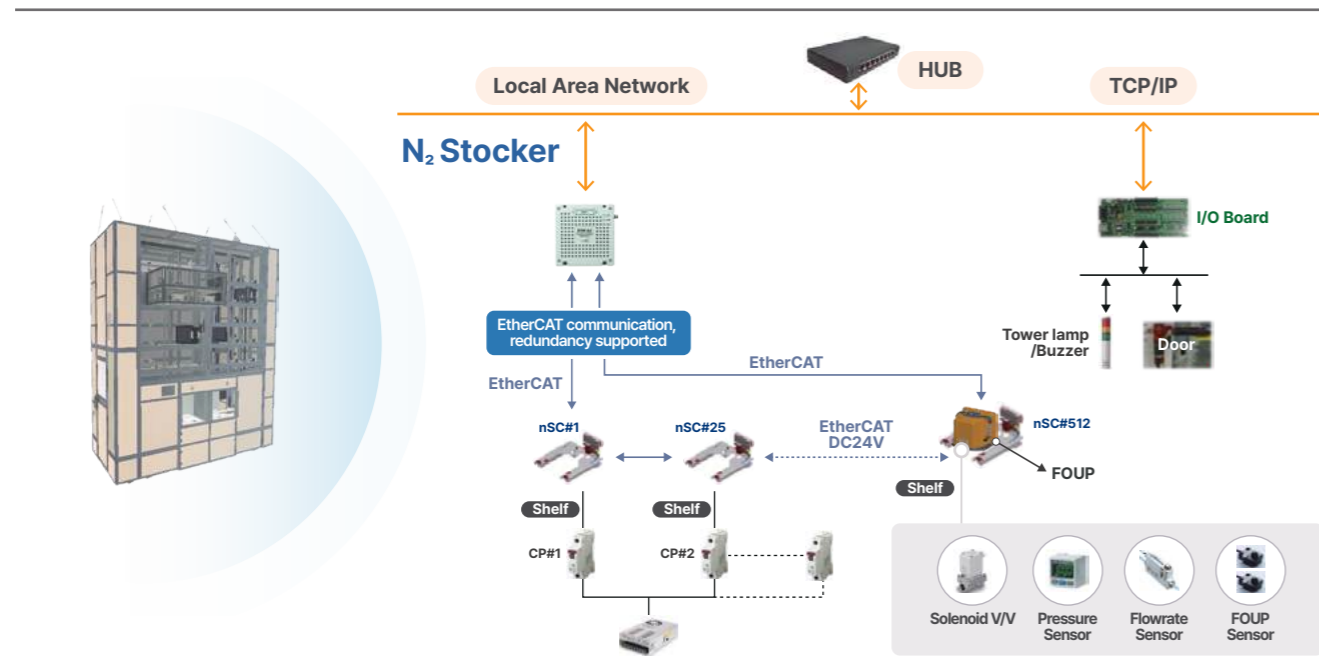 Local Area Network
HUB
TCP/IP
N₂ Stocker
I/O Board
EtherCAT communication,
redundancy supported
Tower lamp
/Buzzer
Door
EtherCAT
EtherCAT
nSC#1
nSC#25
EtherCAT
DC24V
nSC#512
FOUP
Shelf
Shelf
Shelf
CP#1
CP#2
Solenoid V/V
Pressure
Sensor
Flowrate
Sensor
FOUP
Sensor